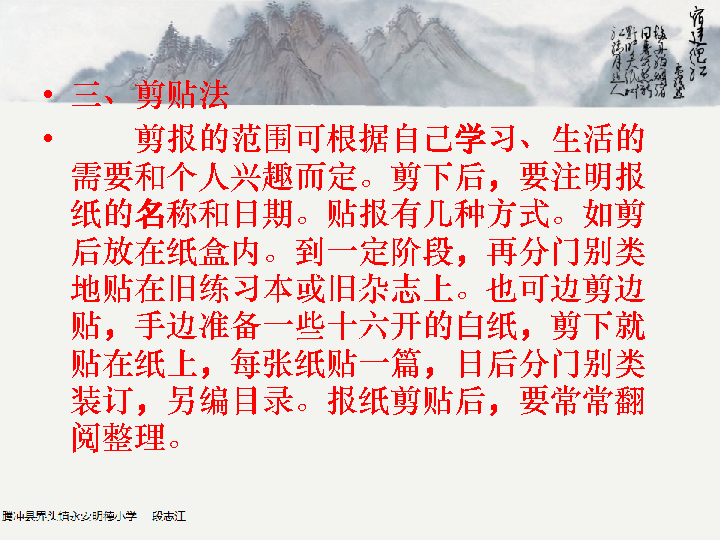 宿建德江
• 三、剪贴法
• 剪报的范围可根据自己学习、生活的
需要和个人兴趣而定。剪下后，要注明报
纸的名称和日期。贴报有几种方式。如剪
后放在纸盒内。到一定阶段，再分门别类
地贴在旧练习本或旧杂志上。也可边剪边
贴，手边准备一些十六开的白纸，剪下就
贴在纸上，每张纸贴一篇，日后分门别类
装订，另编目录。报纸剪贴后，要常常翻
阅整理。
腾冲县界头镇永安明德小学 段志江